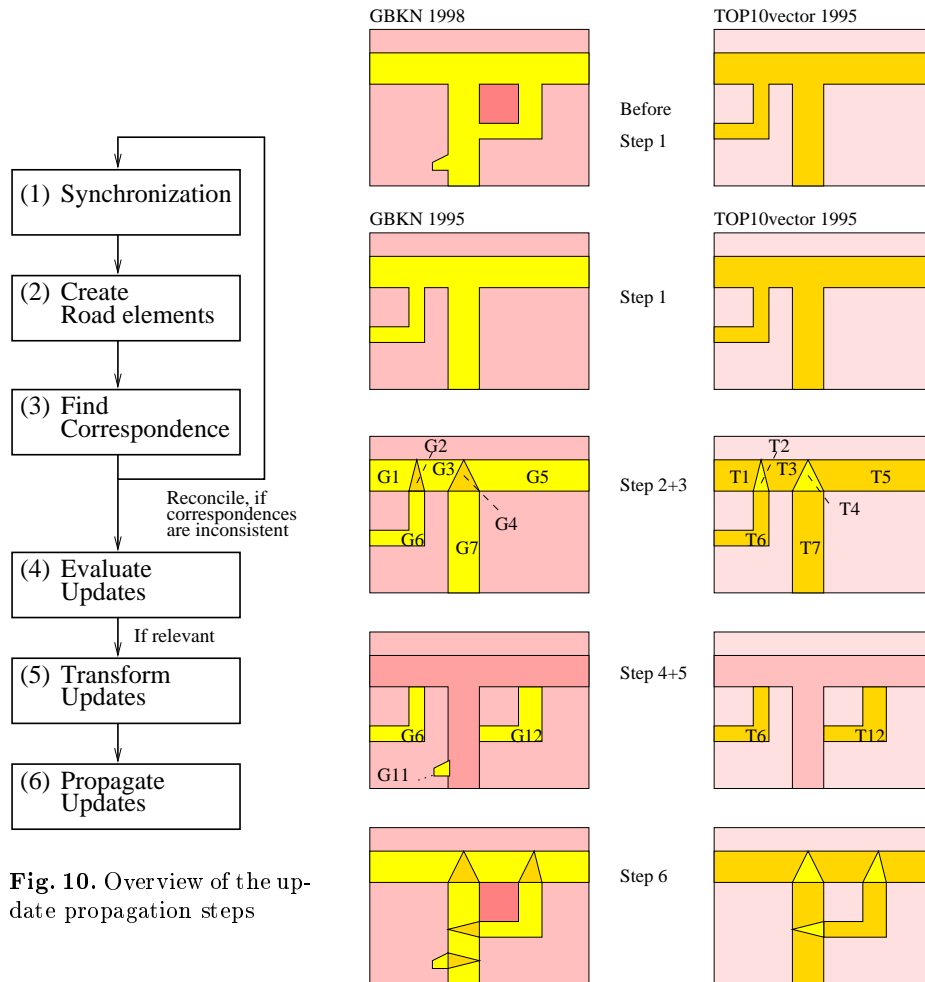 (1) Synchronization
(2) Create
Road elements
(3) Find
Correspondence
Reconcile, if
correspondences
are inconsistent
(4) Evaluate
Updates
If relevant
(5) Transform
Updates
(6) Propagate
Updates
Fig. 10. Overview of the up-
date propagation steps
GBKN 1998
TOP10vector 1995
Before
Step 1
GBKN 1995
TOP10vector 1995
Step 1
G2
G1
G3
G5
G4
G6
G7
Step 2+3
T2
T1
T3
T5
T4
T6
T7
Step 4+5
G6
G12
G11
T6
T12
Step 6